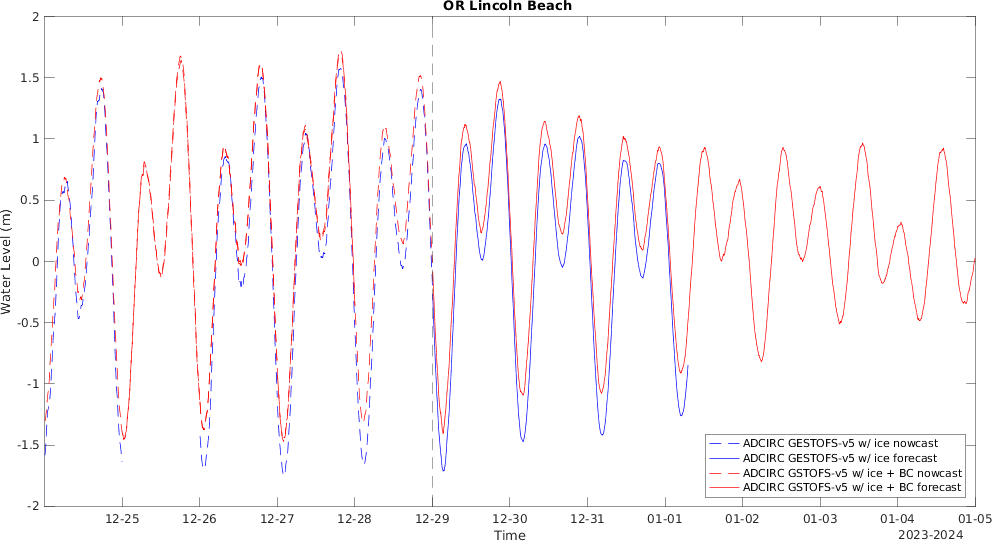 OR Lincoln Beach
2
1.5
1
0.5
0
-0.5
-1
-1.5
-2
Water Level (m)
12-25 12-26 12-27 12-28 12-29 12-30 12-31 01-01 01-02 01-03 01-04 01-05
Time
2023-2024
ADCIRC GESTOFS-v5 w/ ice nowcast
ADCIRC GESTOFS-v5 w/ ice forecast
ADCIRC GSTOFS-v5 w/ ice + BC nowcast
ADCIRC GSTOFS-v5 w/ ice + BC forecast